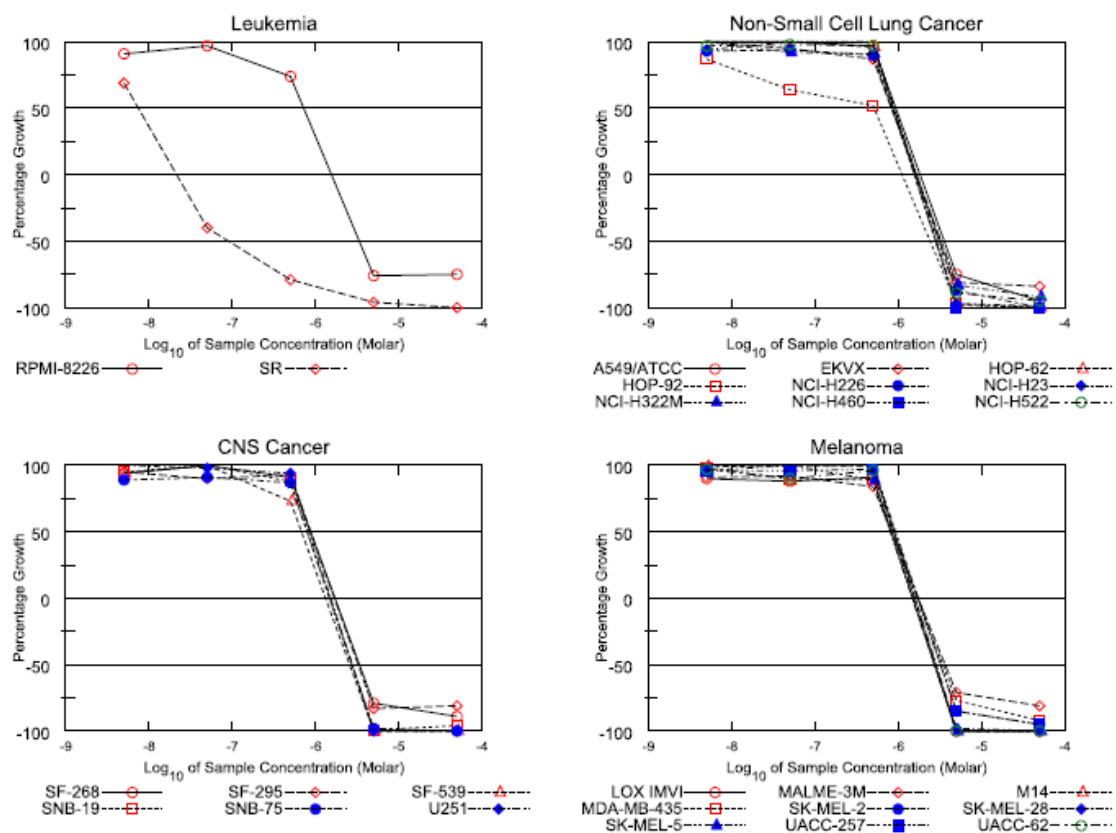 Leukemia
100
50
0
-50
-100
Percentage Growth
-9 -8 -7 -6 -5 -4
Log10 of Sample Concentration (Molar)
RPMI-8226 SR
Non-Small Cell Lung Cancer
100
50
0
-50
-100
Percentage Growth
-9 -8 -7 -6 -5 -4
Log10 of Sample Concentration (Molar)
A549/ATCC EKVX HOP-62
HOP-92 NCI-H226 NCI-H23
NCI-H322M NCI-H460 NCI-H522
CNS Cancer
100
50
0
-50
-100
Percentage Growth
-9 -8 -7 -6 -5 -4
Log10 of Sample Concentration (Molar)
SF-268 SF-295 SF-539
SNB-19 SNB-75 U251
Melanoma
100
50
0
-50
-100
Percentage Growth
-9 -8 -7 -6 -5 -4
Log10 of Sample Concentration (Molar)
LOX IMVI MALME-3M M14
MDA-MB-435 SK-MEL-2 SK-MEL-28
SK-MEL-5 UACC-257 UACC-62